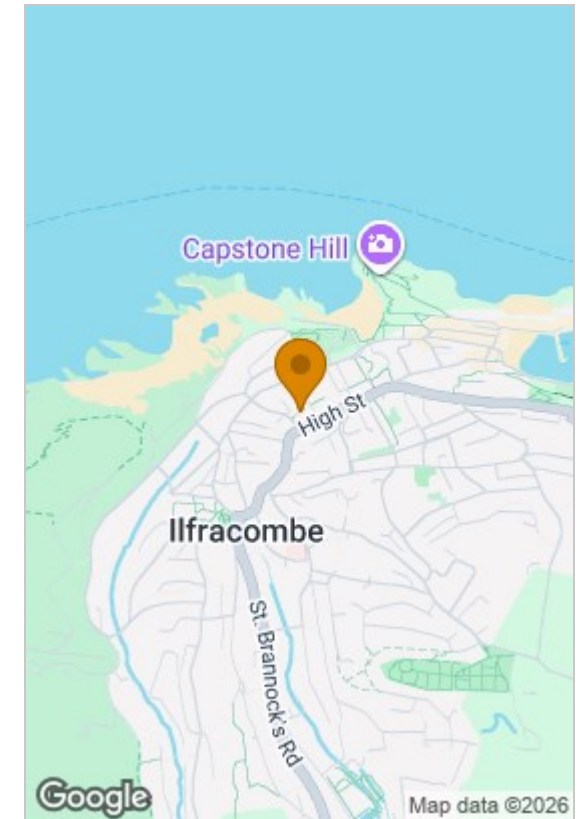 Capstone Hill
High St
Ilfracombe
St. Brannock's Rd
Google
Map data ©2026